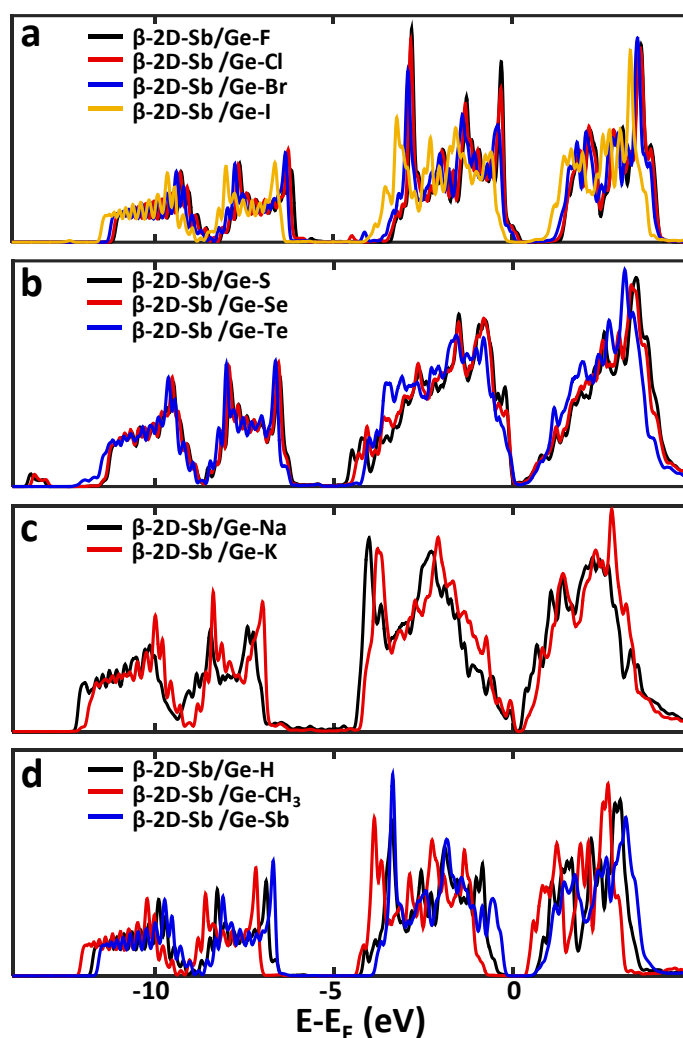 a
β-2D-Sb/Ge-F
β-2D-Sb /Ge-Cl
β-2D-Sb /Ge-Br
β-2D-Sb /Ge-I
b
β-2D-Sb/Ge-S
β-2D-Sb /Ge-Se
β-2D-Sb /Ge-Te
c
β-2D-Sb/Ge-Na
β-2D-Sb /Ge-K
d
β-2D-Sb/Ge-H
β-2D-Sb /Ge-CH₃
β-2D-Sb /Ge-Sb
-10 -5 0
E-E_F (eV)